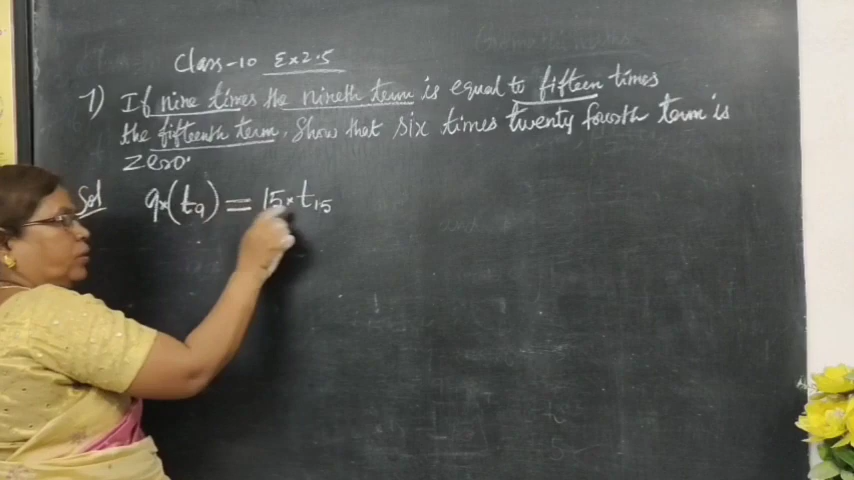 Class-10 Ex 2.5
7) If nine times the nineth term is equal to fifteen times
the fifteenth term, Show that six times twenty fourth term is
Zero.
Sol 9×(t₉) = 15×t₁₅